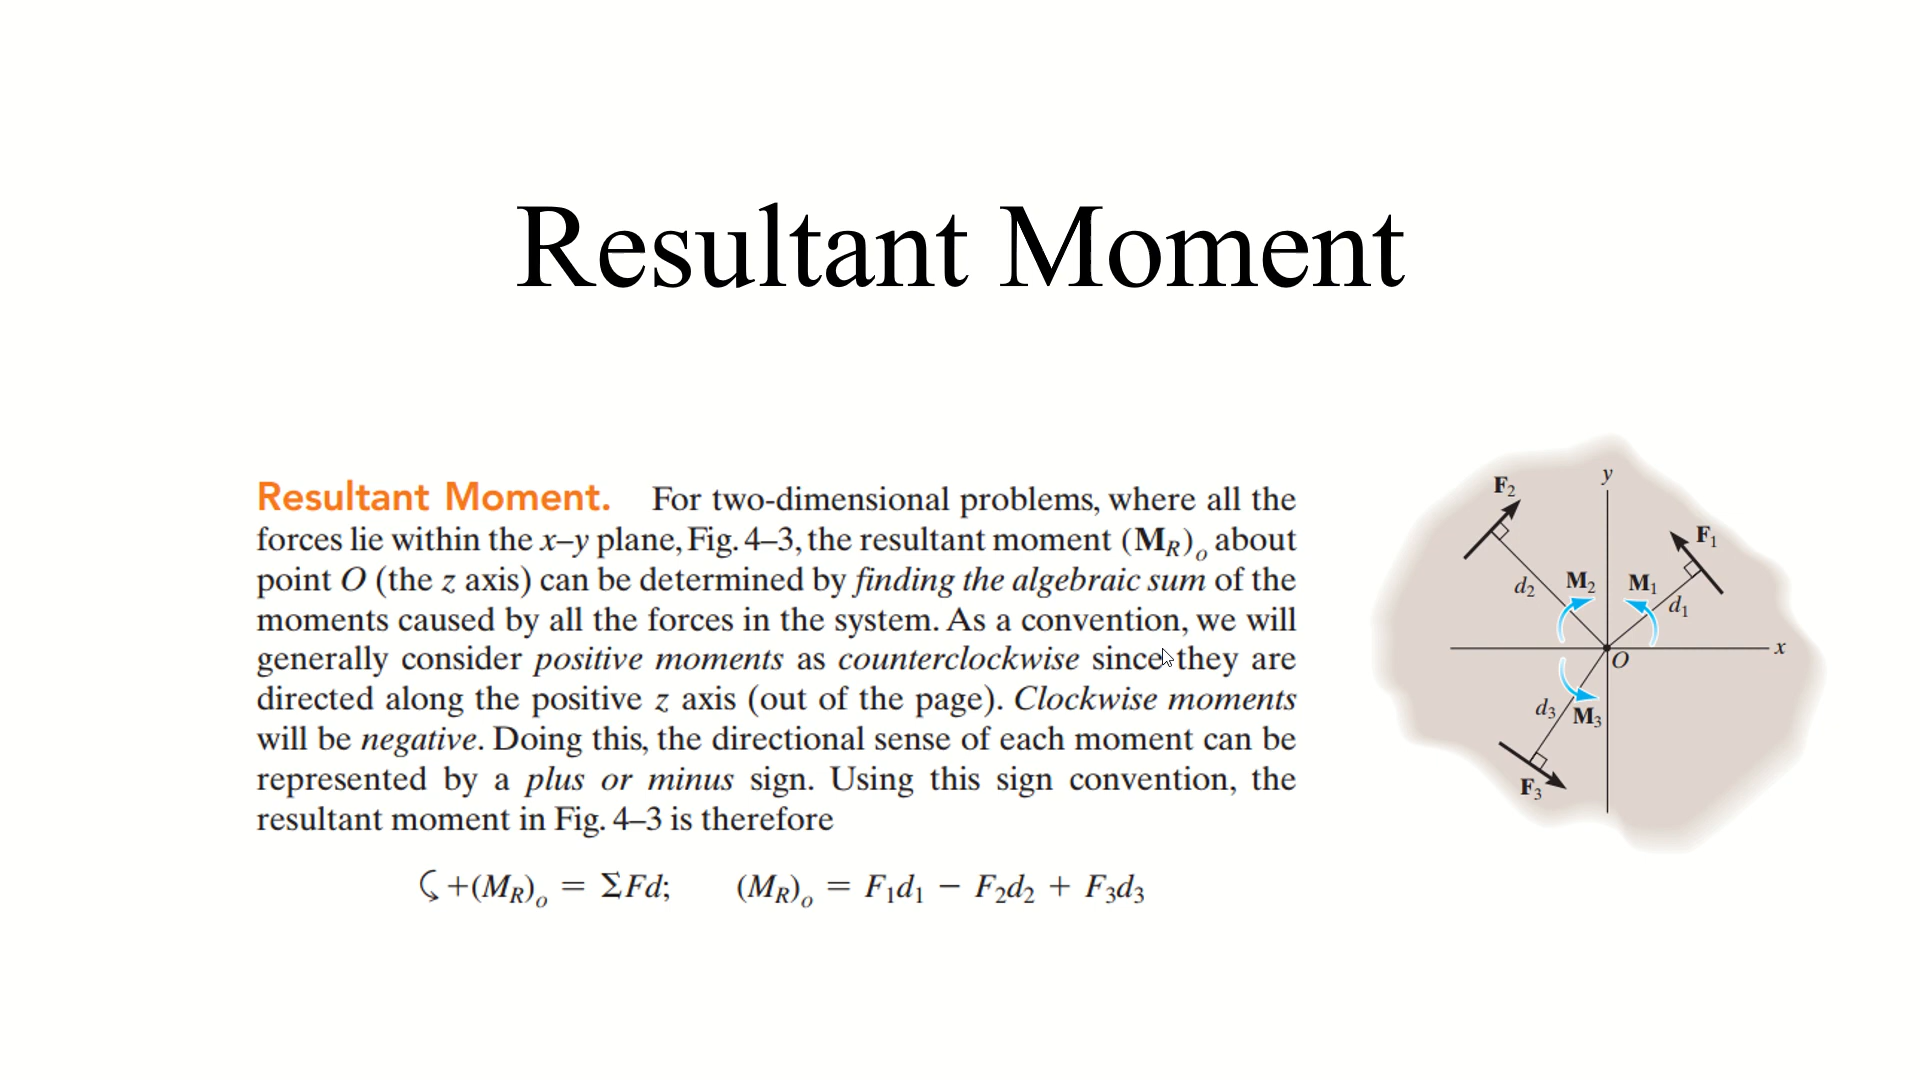 Resultant Moment
Resultant Moment. For two-dimensional problems, where all the
forces lie within the x–y plane, Fig. 4–3, the resultant moment (M_R)_o about
point O (the z axis) can be determined by finding the algebraic sum of the
moments caused by all the forces in the system. As a convention, we will
generally consider positive moments as counterclockwise since they are
directed along the positive z axis (out of the page). Clockwise moments
will be negative. Doing this, the directional sense of each moment can be
represented by a plus or minus sign. Using this sign convention, the
resultant moment in Fig. 4–3 is therefore
⤹ +(M_R)_o = ΣFd; (M_R)_o = F₁d₁ − F₂d₂ + F₃d₃
y
F₂
F₁
d₂
M₂
M₁
d₁
x
O
d₃
M₃
F₃